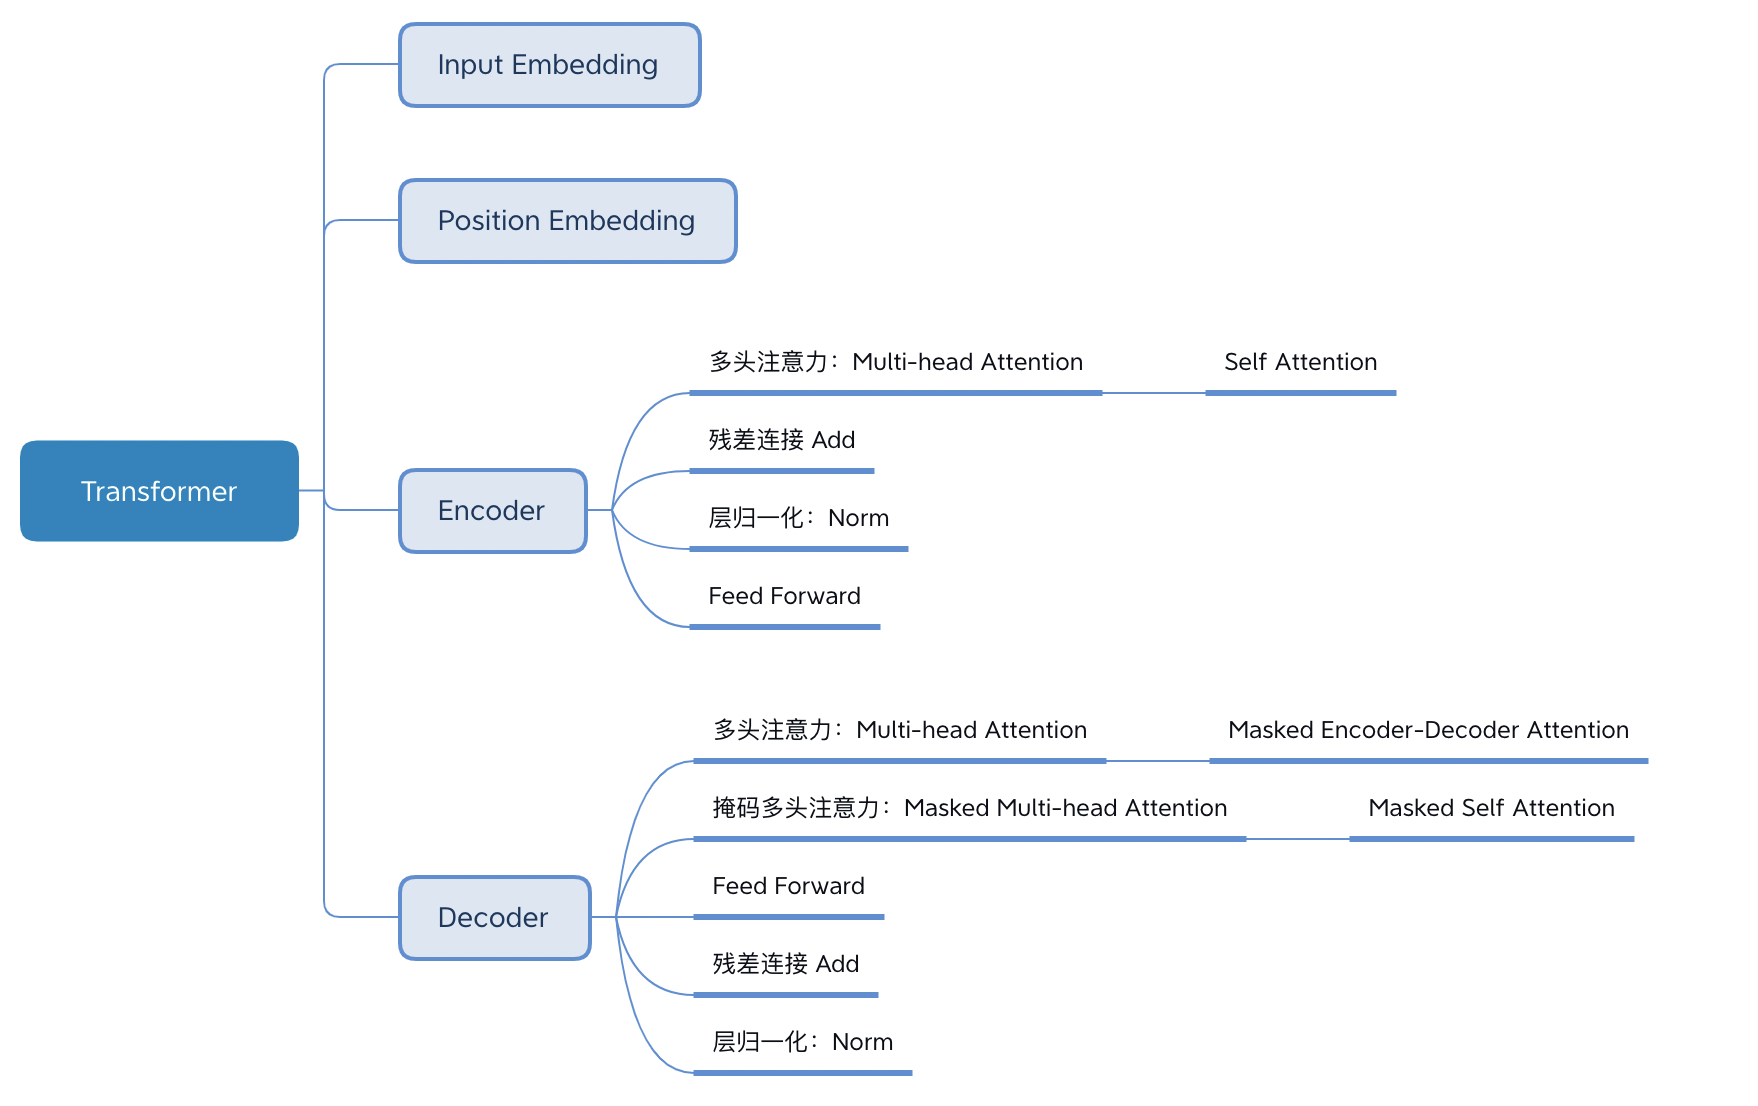 Input Embedding
Position Embedding
多头注意力：Multi-head Attention
Self Attention
残差连接 Add
层归一化：Norm
Feed Forward
Transformer
Encoder
多头注意力：Multi-head Attention
Masked Encoder-Decoder Attention
掩码多头注意力：Masked Multi-head Attention
Masked Self Attention
Feed Forward
残差连接 Add
层归一化：Norm
Decoder